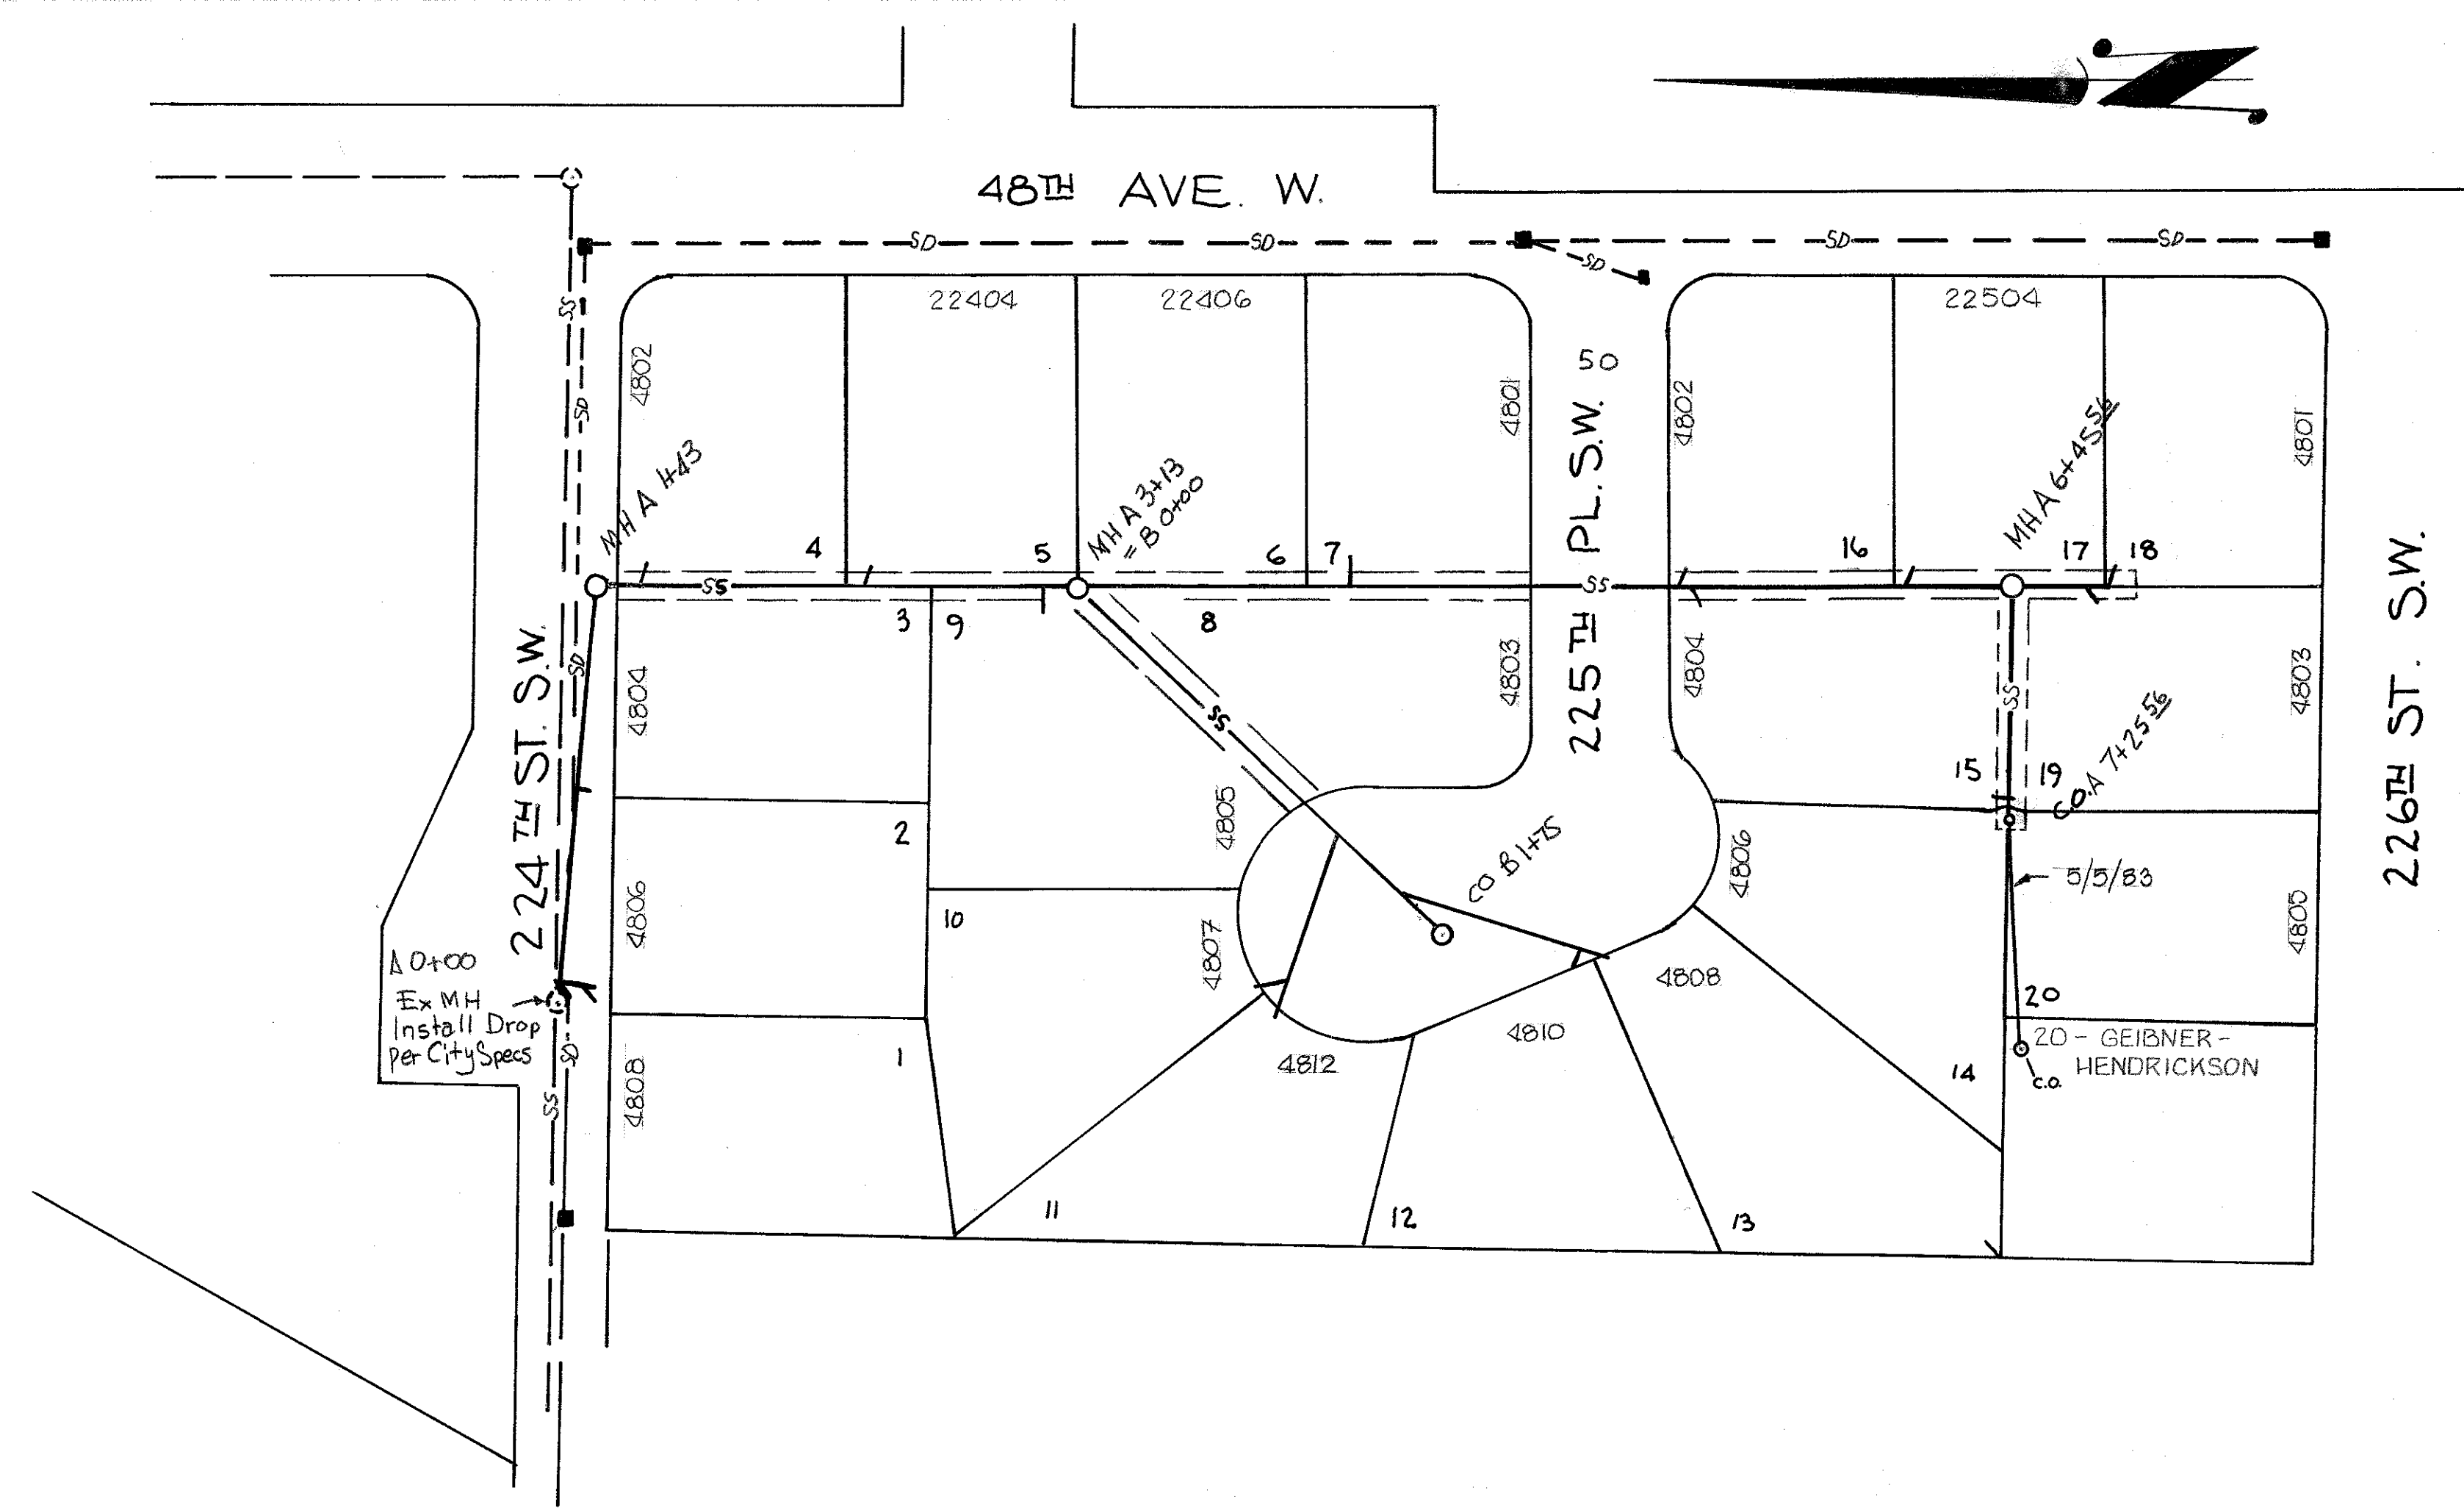 48TH AVE. W.
SD
SD
SD
SD
SD
SS
SD
22404
22406
22504
4802
4801
50
4802
4801
MH A 1+43
MH A 3+13
= B 0+00
MH A 6+45 56
4
5
6
7
16
17
18
SS
SS
3
9
8
225TH PL. S.W.
226TH ST. S.W.
224TH ST. S.W.
SD
4804
4803
4804
4803
SS
SS
C.O. A 7+25 56
15
19
2
4805
4806
CO B 1+75
5/5/83
4806
10
4807
4808
4805
A 0+00
Ex MH
Install Drop
per City Specs
SD
SS
20
20 - GEIBNER -
HENDRICKSON
C.O.
1
4808
4812
4810
14
11
12
13